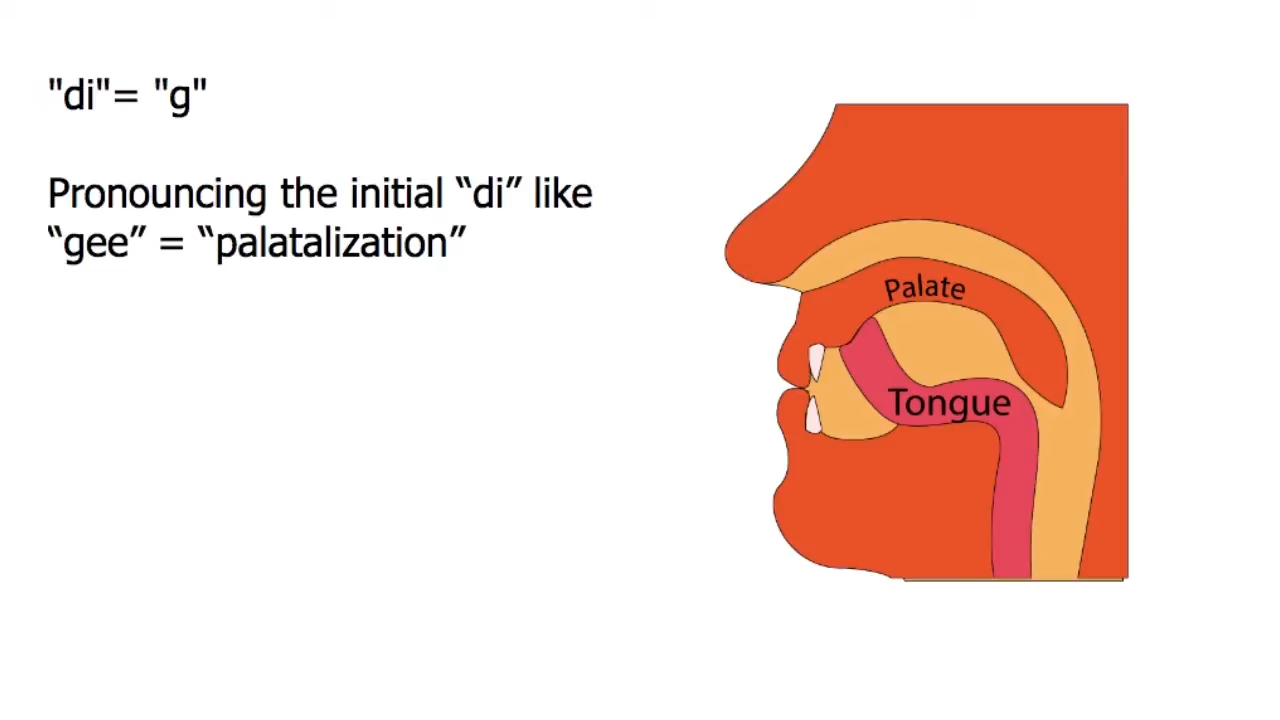 "di"= "g"
Pronouncing the initial “di” like
“gee” = “palatalization”
Palate
Tongue